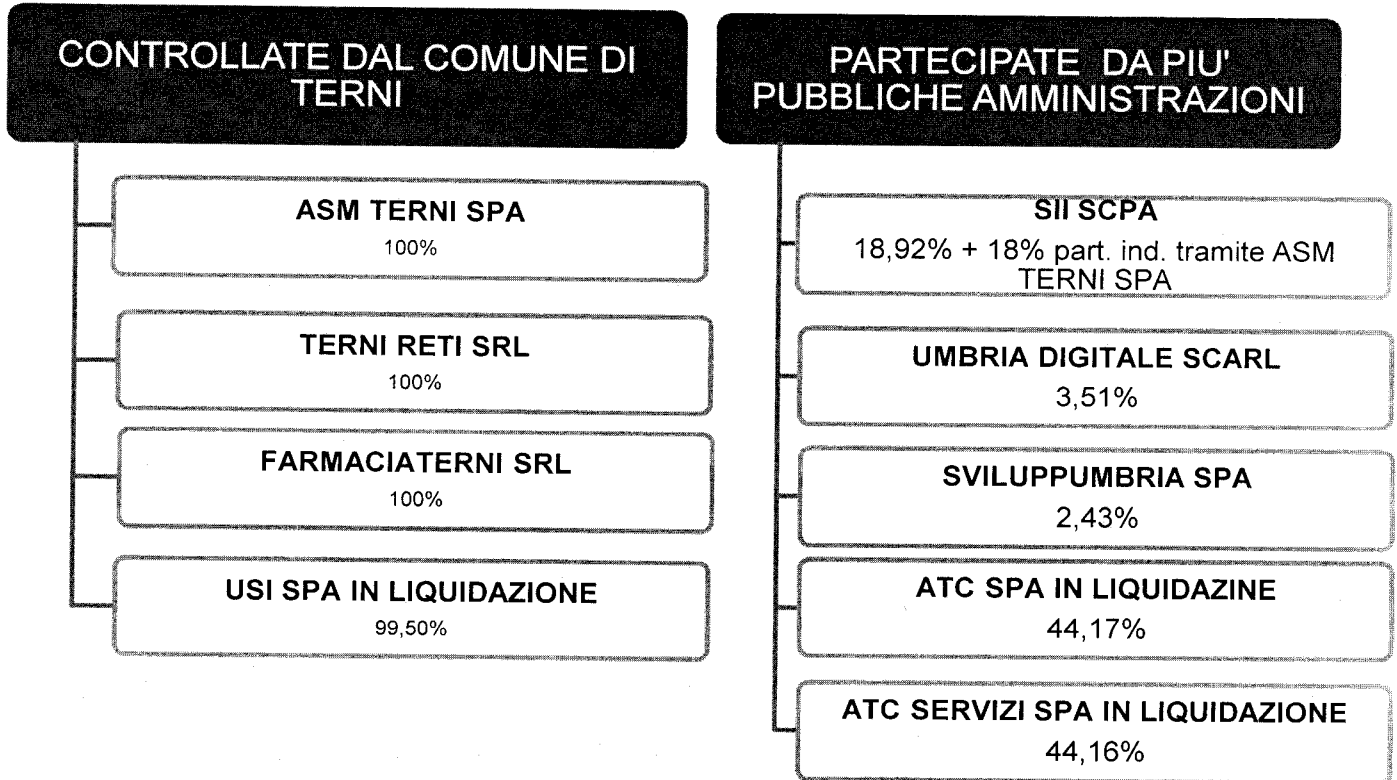 CONTROLLATE DAL COMUNE DI
TERNI
ASM TERNI SPA
100%
TERNI RETI SRL
100%
FARMACIATERNI SRL
100%
USI SPA IN LIQUIDAZIONE
99,50%
PARTECIPATE DA PIU'
PUBBLICHE AMMINISTRAZIONI
SII SCPA
18,92% + 18% part. ind. tramite ASM
TERNI SPA
UMBRIA DIGITALE SCARL
3,51%
SVILUPPUMBRIA SPA
2,43%
ATC SPA IN LIQUIDAZINE
44,17%
ATC SERVIZI SPA IN LIQUIDAZIONE
44,16%